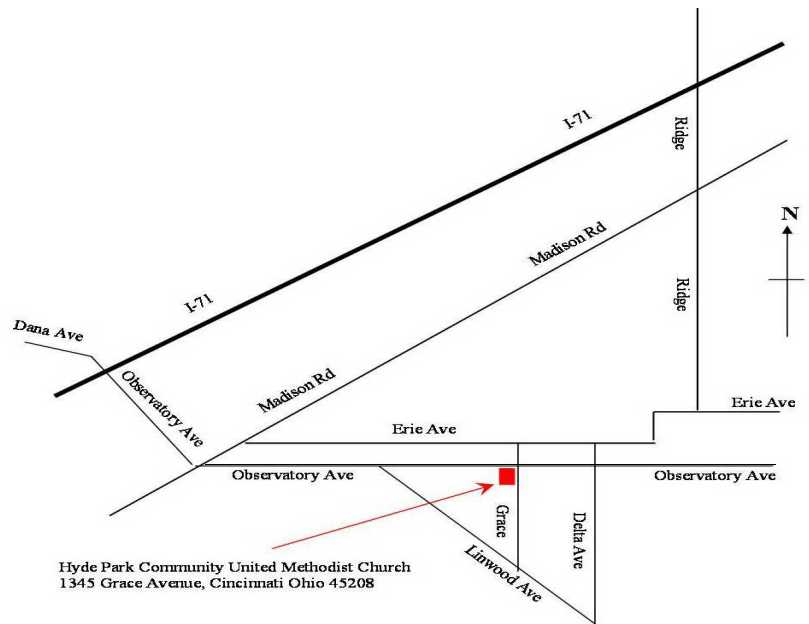 I-71
Ridge
N
Madison Rd
Ridge
I-71
Dana Ave
Observatory Ave
Madison Rd
Erie Ave
Erie Ave
Observatory Ave
Observatory Ave
Grace
Delta Ave
Linwood Ave
Hyde Park Community United Methodist Church
1345 Grace Avenue, Cincinnati Ohio 45208